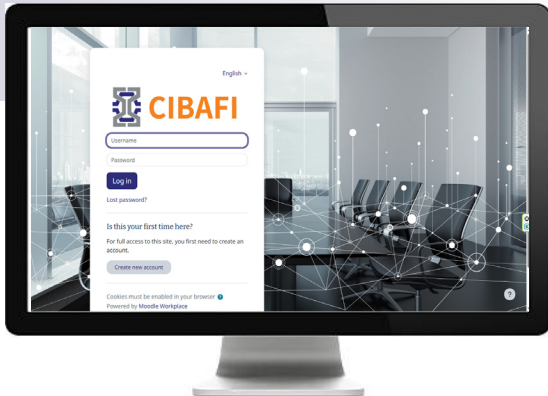 English
CIBAFI
Username
Password
Log in
Lost password?
Is this your first time here?
For full access to this site, you first need to create an
account.
Create new account
Cookies must be enabled in your browser ?
Powered by Moodle Workplace
?